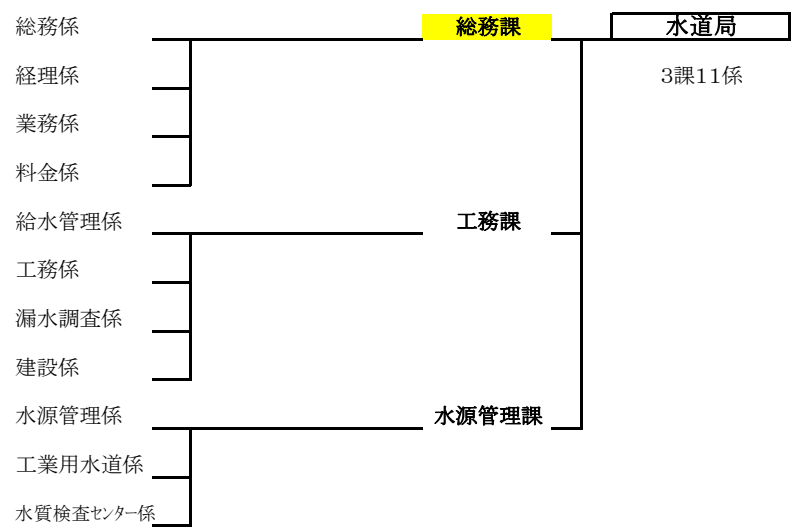 総務係 総務課 水道局
経理係 3課11係
業務係
料金係
給水管理係 工務課
工務係
漏水調査係
建設係
水源管理係 水源管理課
工業用水道係
水質検査ｾﾝﾀｰ係